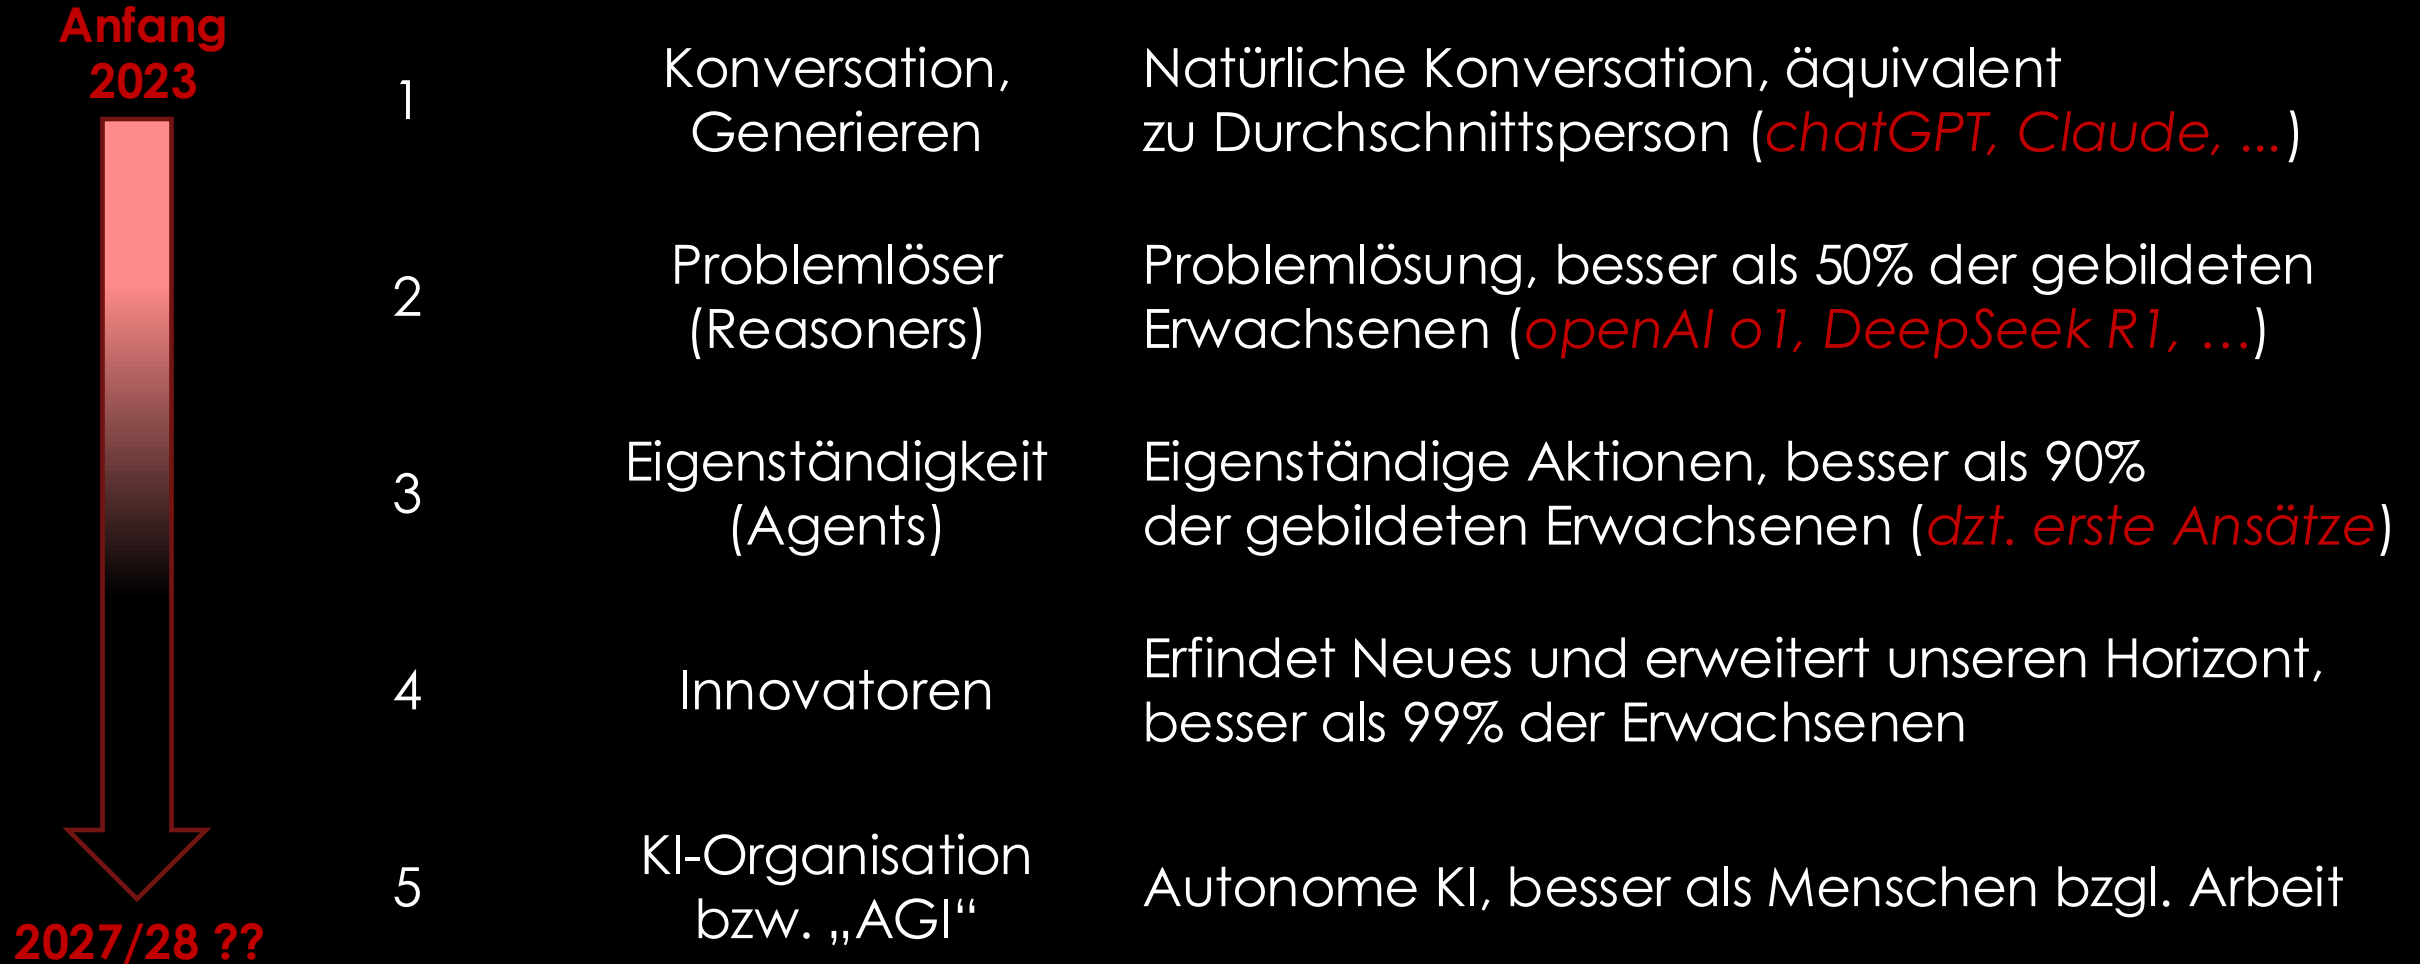 Anfang
2023
1
Konversation,
Generieren
Natürliche Konversation, äquivalent
zu Durchschnittsperson (chatGPT, Claude, ...)
2
Problemlöser
(Reasoners)
Problemlösung, besser als 50% der gebildeten
Erwachsenen (openAI o1, DeepSeek R1, …)
3
Eigenständigkeit
(Agents)
Eigenständige Aktionen, besser als 90%
der gebildeten Erwachsenen (dzt. erste Ansätze)
4
Innovatoren
Erfindet Neues und erweitert unseren Horizont,
besser als 99% der Erwachsenen
5
KI-Organisation
bzw. „AGI“
Autonome KI, besser als Menschen bzgl. Arbeit
2027/28 ??